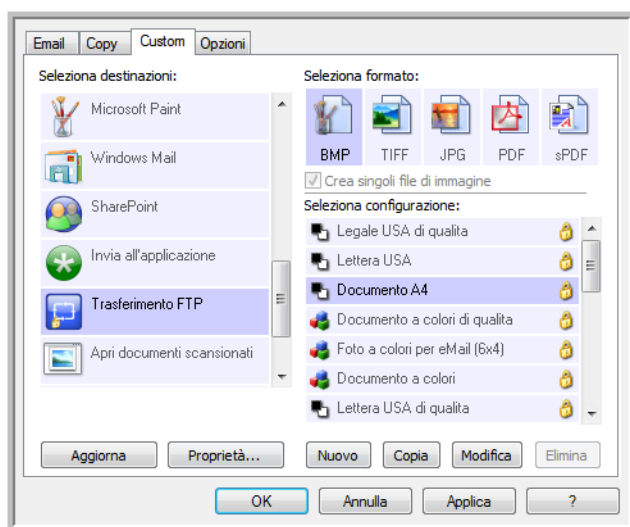 Email Copy Custom Opzioni
Seleziona destinazioni:
Microsoft Paint
Windows Mail
SharePoint
Invia all'applicazione
Trasferimento FTP
Apri documenti scansionati
Aggiorna Proprietà...
Seleziona formato:
BMP TIFF JPG PDF sPDF
Crea singoli file di immagine
Seleziona configurazione:
Legale USA di qualita
Lettera USA
Documento A4
Documento a colori di qualita
Foto a colori per eMail (6x4)
Documento a colori
Lettera USA di qualita
Nuovo Copia Modifica Elimina
OK Annulla Applica ?